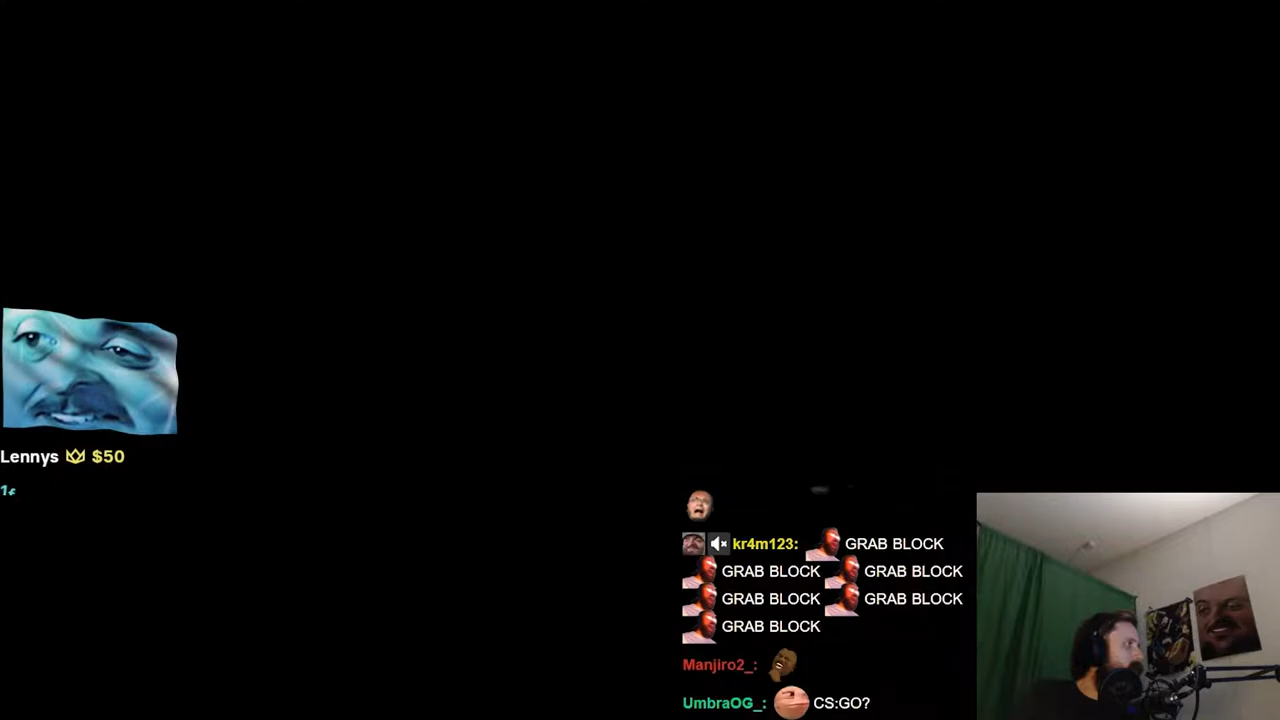 Lennys $50
kr4m123: GRAB BLOCK
GRAB BLOCK GRAB BLOCK
GRAB BLOCK GRAB BLOCK
GRAB BLOCK
Manjiro2_:
UmbraOG_: CS:GO?